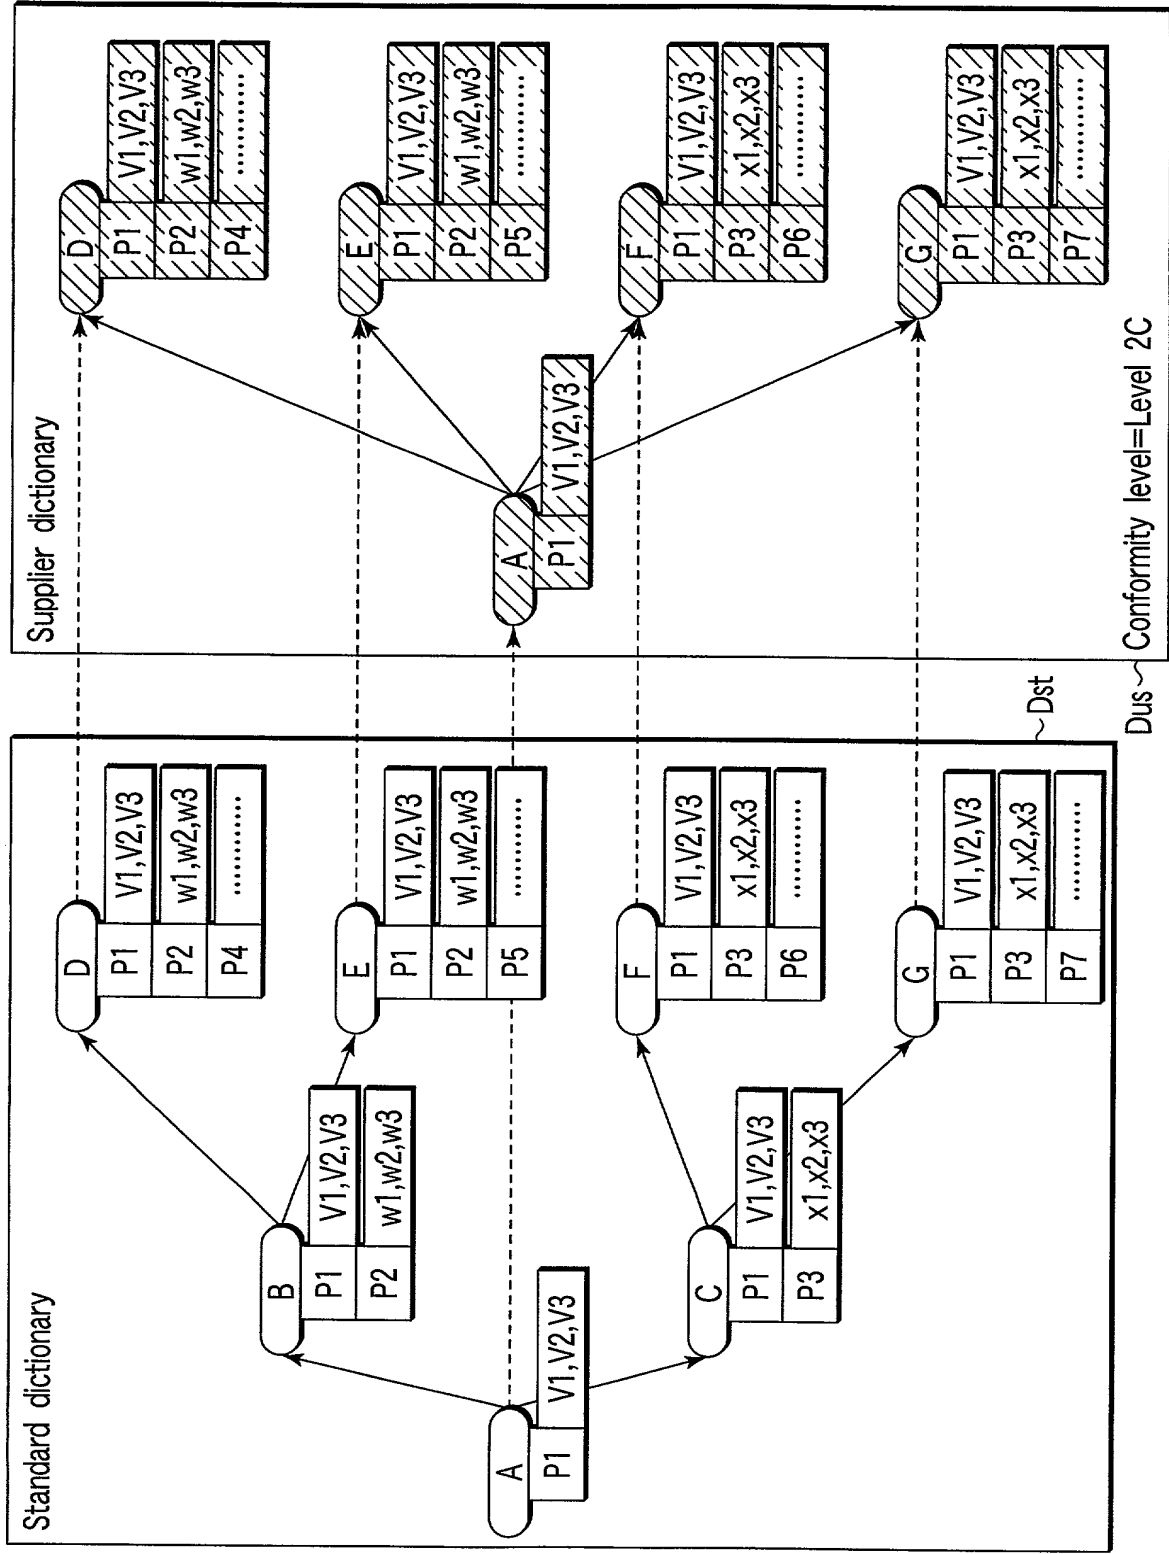 Standard dictionary
A
P1 V1,V2,V3
B
P1 V1,V2,V3
P2 w1,w2,w3
C
P1 V1,V2,V3
P3 x1,x2,x3
D
P1 V1,V2,V3
P2 w1,w2,w3
P4 ...........
E
P1 V1,V2,V3
P2 w1,w2,w3
P5 ...........
F
P1 V1,V2,V3
P3 x1,x2,x3
P6 ...........
G
P1 V1,V2,V3
P3 x1,x2,x3
P7 ...........
Dst
Supplier dictionary
A
P1 V1,V2,V3
D
P1 V1,V2,V3
P2 w1,w2,w3
P4 ...........
E
P1 V1,V2,V3
P2 w1,w2,w3
P5 ...........
F
P1 V1,V2,V3
P3 x1,x2,x3
P6 ...........
G
P1 V1,V2,V3
P3 x1,x2,x3
P7 ...........
Dus
Conformity level=Level 2C